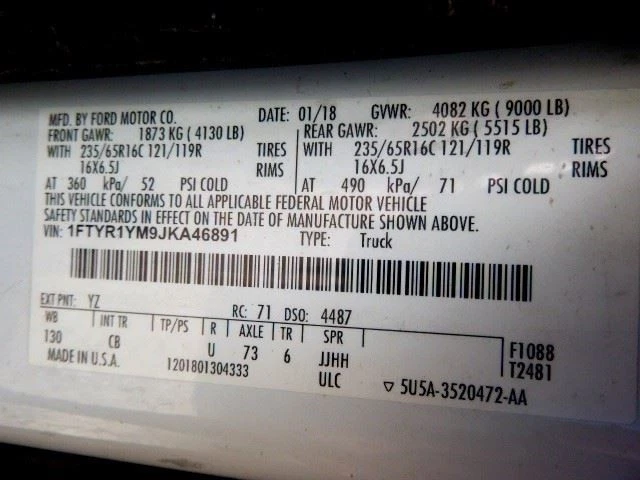 MFD. BY FORD MOTOR CO. DATE: 01/18 GVWR: 4082 KG ( 9000 LB)
FRONT GAWR: 1873 KG ( 4130 LB) REAR GAWR: 2502 KG ( 5515 LB)
WITH 235/65R16C 121/119R TIRES WITH 235/65R16C 121/119R TIRES
16X6.5J RIMS 16X6.5J RIMS
AT 360 kPa/ 52 PSI COLD AT 490 kPa/ 71 PSI COLD
THIS VEHICLE CONFORMS TO ALL APPLICABLE FEDERAL MOTOR VEHICLE
SAFETY STANDARDS IN EFFECT ON THE DATE OF MANUFACTURE SHOWN ABOVE.
VIN: 1FTYR1YM9JKA46891 TYPE: Truck
EXT PNT: YZ RC: 71 DSO: 4487
WB INT TR TP/PS R AXLE TR SPR F1088
130 CB U 73 6 JJHH T2481
MADE IN U.S.A. 1201801304333 ULC ▽ 5U5A-3520472-AA